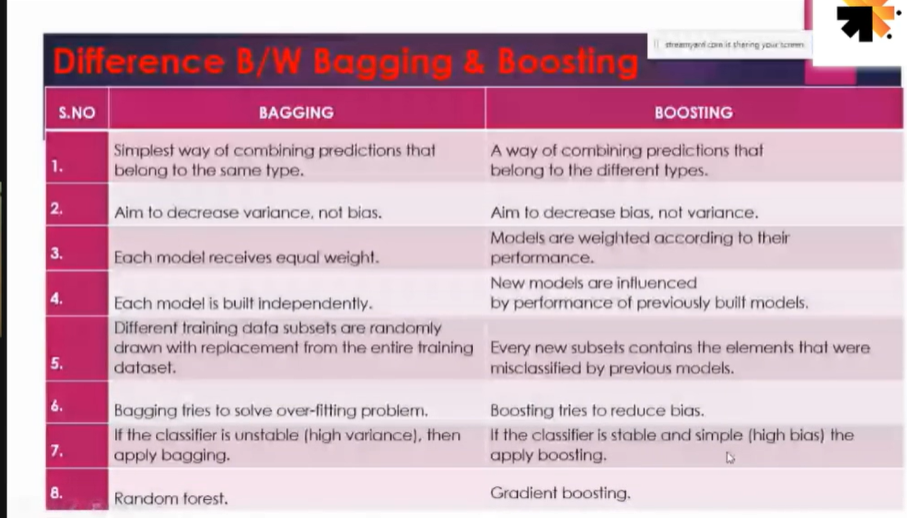 Difference B/W Bagging & Boosting
streamyard.com is sharing your screen.
S.NO BAGGING BOOSTING
1. Simplest way of combining predictions that
belong to the same type.
A way of combining predictions that
belong to the different types.
2. Aim to decrease variance, not bias. Aim to decrease bias, not variance.
3. Each model receives equal weight.
Models are weighted according to their
performance.
4. Each model is built independently.
New models are influenced
by performance of previously built models.
5. Different training data subsets are randomly
drawn with replacement from the entire training
dataset.
Every new subsets contains the elements that were
misclassified by previous models.
6. Bagging tries to solve over-fitting problem. Boosting tries to reduce bias.
7. If the classifier is unstable (high variance), then
apply bagging.
If the classifier is stable and simple (high bias) the
apply boosting.
8. Random forest. Gradient boosting.